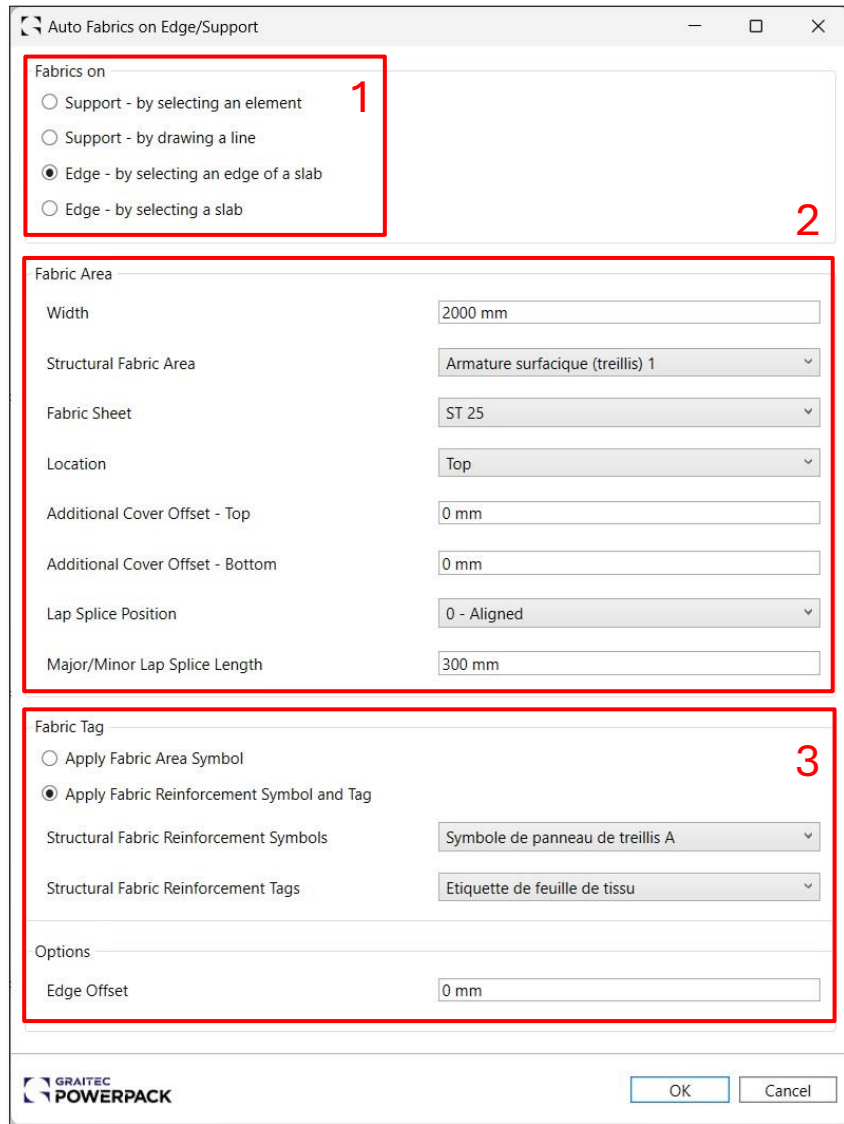 Auto Fabrics on Edge/Support
Fabrics on
1
Support - by selecting an element
Support - by drawing a line
Edge - by selecting an edge of a slab
Edge - by selecting a slab
2
Fabric Area
Width 2000 mm
Structural Fabric Area Armature surfacique (treillis) 1
Fabric Sheet ST 25
Location Top
Additional Cover Offset - Top 0 mm
Additional Cover Offset - Bottom 0 mm
Lap Splice Position 0 - Aligned
Major/Minor Lap Splice Length 300 mm
Fabric Tag
3
Apply Fabric Area Symbol
Apply Fabric Reinforcement Symbol and Tag
Structural Fabric Reinforcement Symbols Symbole de panneau de treillis A
Structural Fabric Reinforcement Tags Etiquette de feuille de tissu
Options
Edge Offset 0 mm
GRAITEC
POWERPACK
OK Cancel